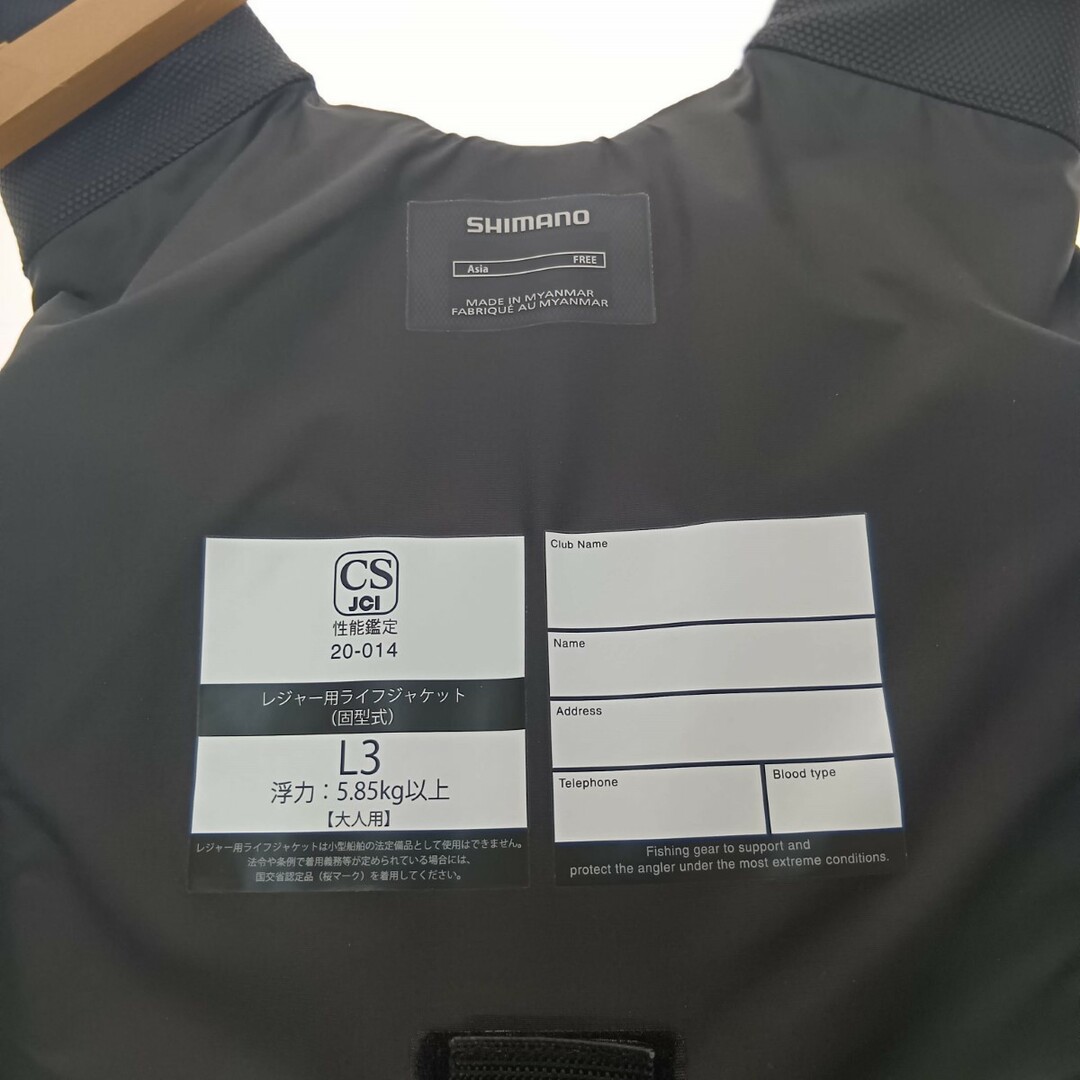 SHIMANO
Asia FREE
MADE IN MYANMAR
FABRIQUÉ AU MYANMAR
CS
JCI
性能鑑定
20-014
レジャー用ライフジャケット
(固型式)
L3
浮力：5.85kg以上
【大人用】
レジャー用ライフジャケットは小型船舶の法定備品として使用はできません。
法令や条例で着用義務等が定められている場合には、
国交省認定品（桜マーク）を着用してください。
Club Name
Name
Address
Telephone
Blood type
Fishing gear to support and
protect the angler under the most extreme conditions.